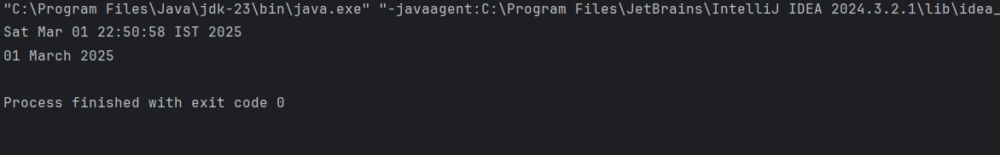 "C:\Program Files\Java\jdk-23\bin\java.exe" "-javaagent:C:\Program Files\JetBrains\IntelliJ IDEA 2024.3.2.1\lib\idea_
Sat Mar 01 22:50:58 IST 2025
01 March 2025
Process finished with exit code 0